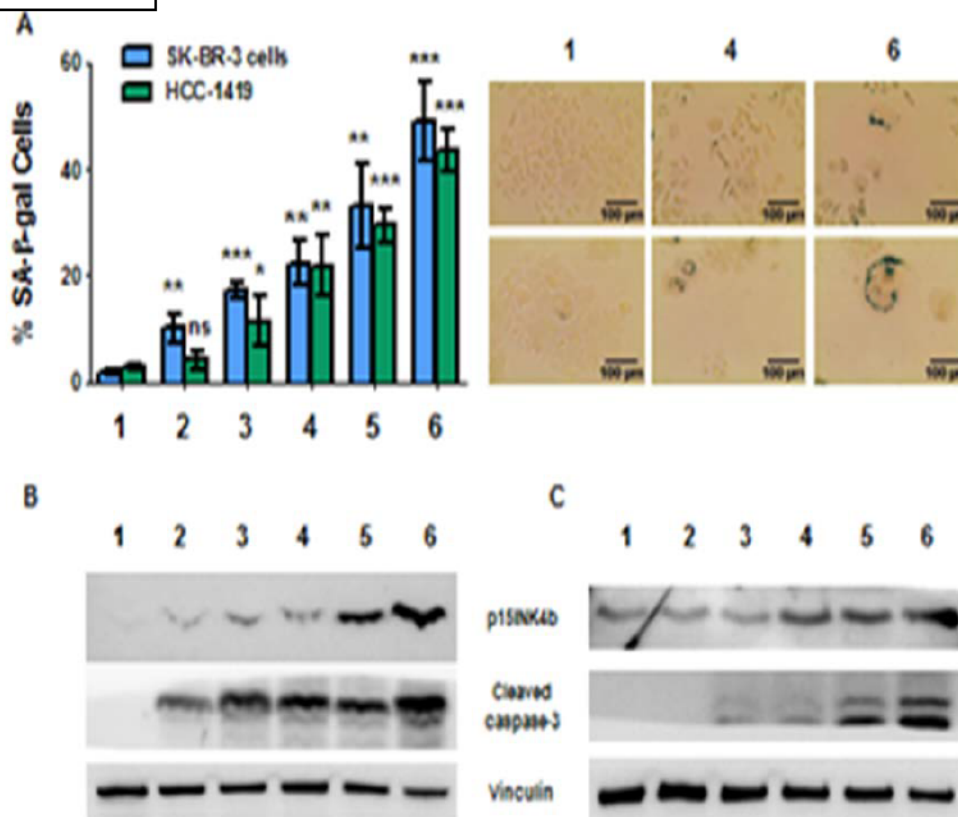 A
SK-BR-3 cells
HCC-1419
% SA-β-gal Cells
60
40
20
0
**
ns
***
*
**
**
**
***
***
***
1 2 3 4 5 6
1 4 6
100 µm 100 µm 100 µm
100 µm 100 µm 100 µm
B
1 2 3 4 5 6
C
1 2 3 4 5 6
p15INK4b
Cleaved
caspase-3
Vinculin